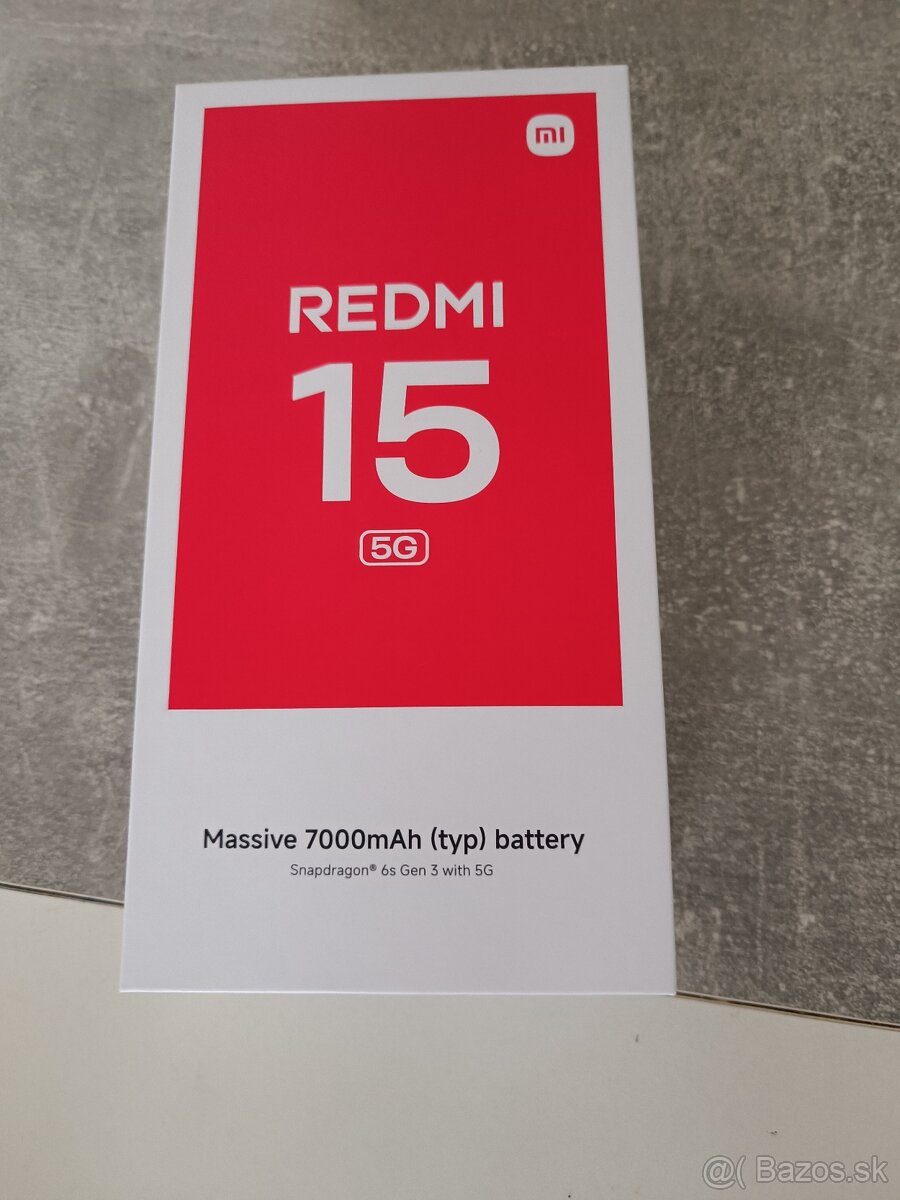 mi
REDMI
15
5G
Massive 7000mAh (typ) battery
Snapdragon® 6s Gen 3 with 5G
@( Bazos.sk